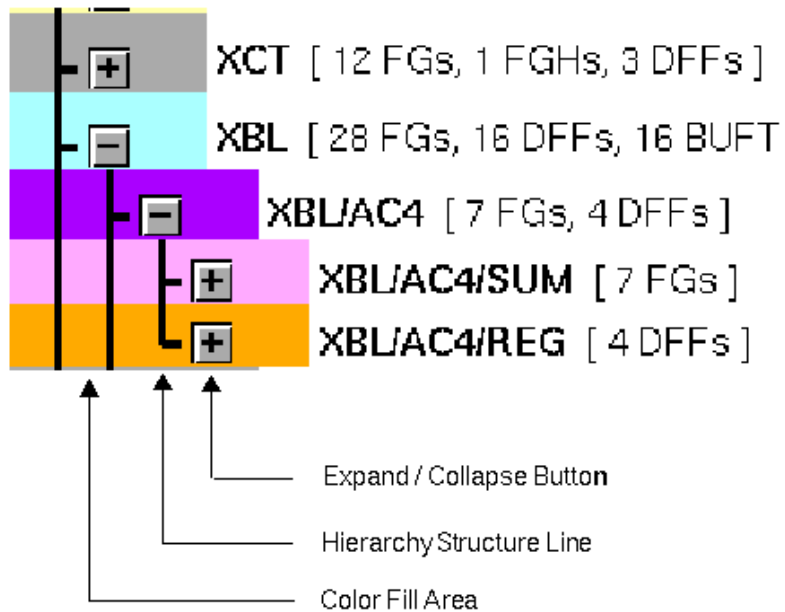 XCT [ 12 FGs, 1 FGHs, 3 DFFs ]
XBL [ 28 FGs, 16 DFFs, 16 BUFT
XBL/AC4 [ 7 FGs, 4 DFFs ]
XBL/AC4/SUM [ 7 FGs ]
XBL/AC4/REG [ 4 DFFs ]
Expand / Collapse Button
Hierarchy Structure Line
Color Fill Area